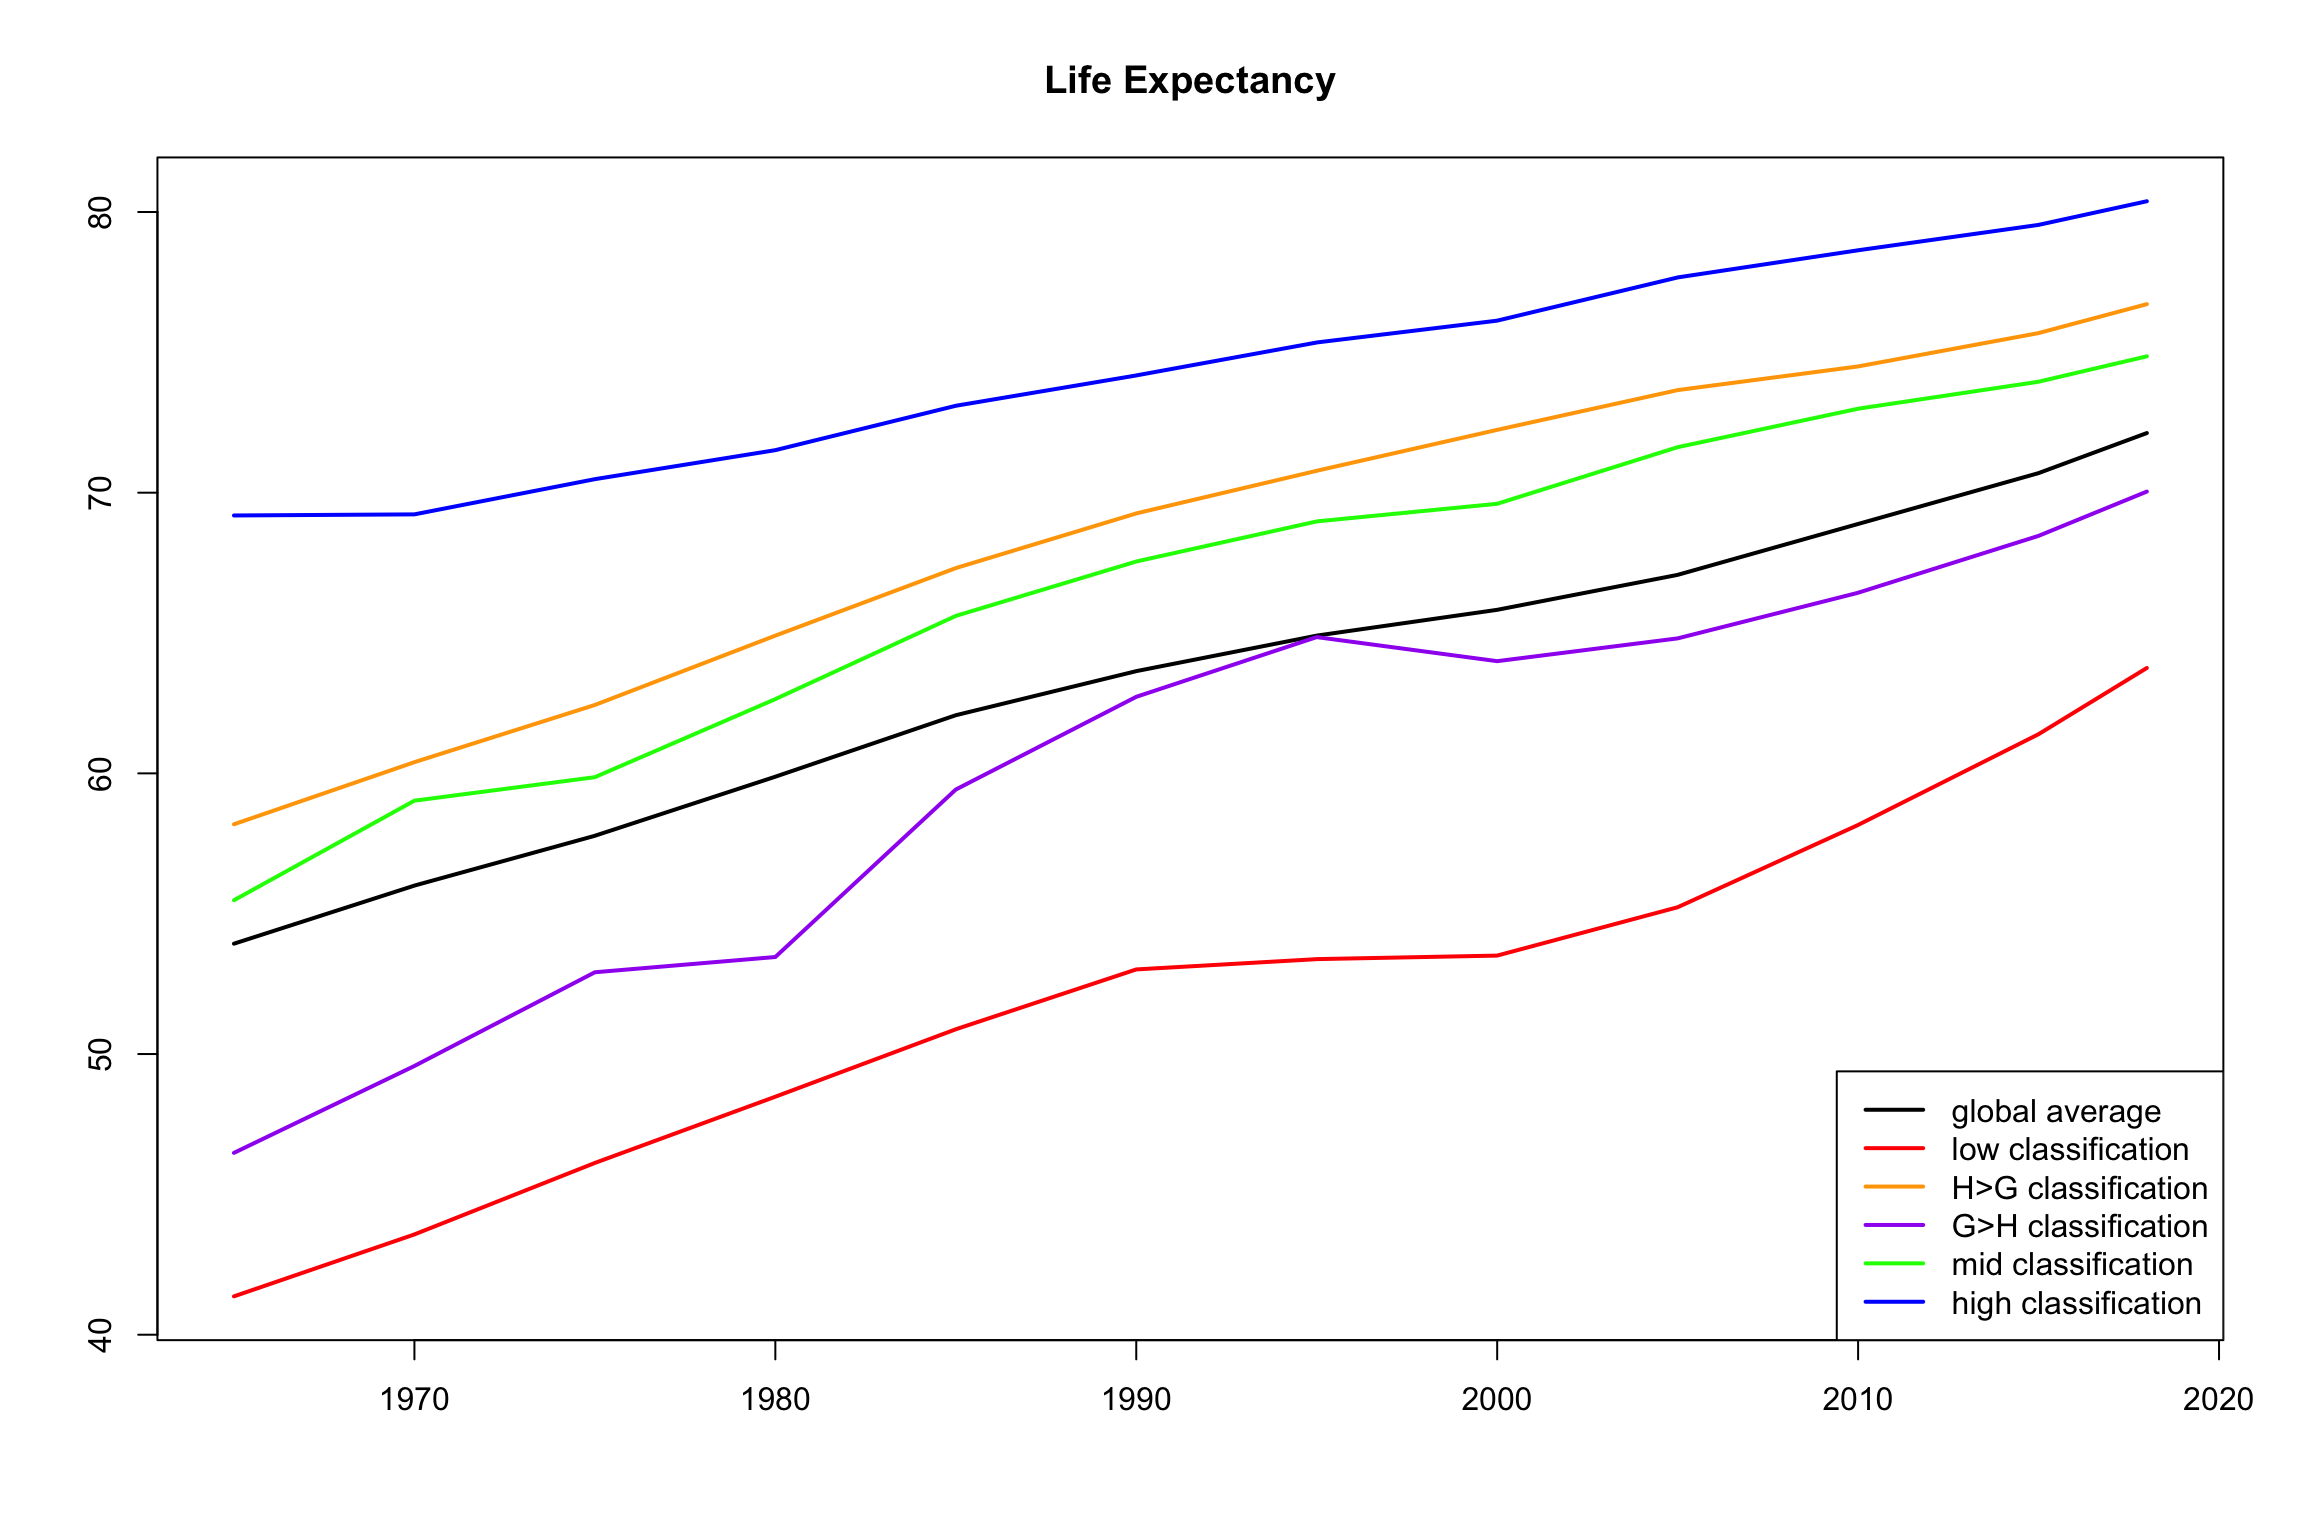 Life Expectancy
80
70
60
50
40
1970 1980 1990 2000 2010 2020
global average
low classification
H>G classification
G>H classification
mid classification
high classification